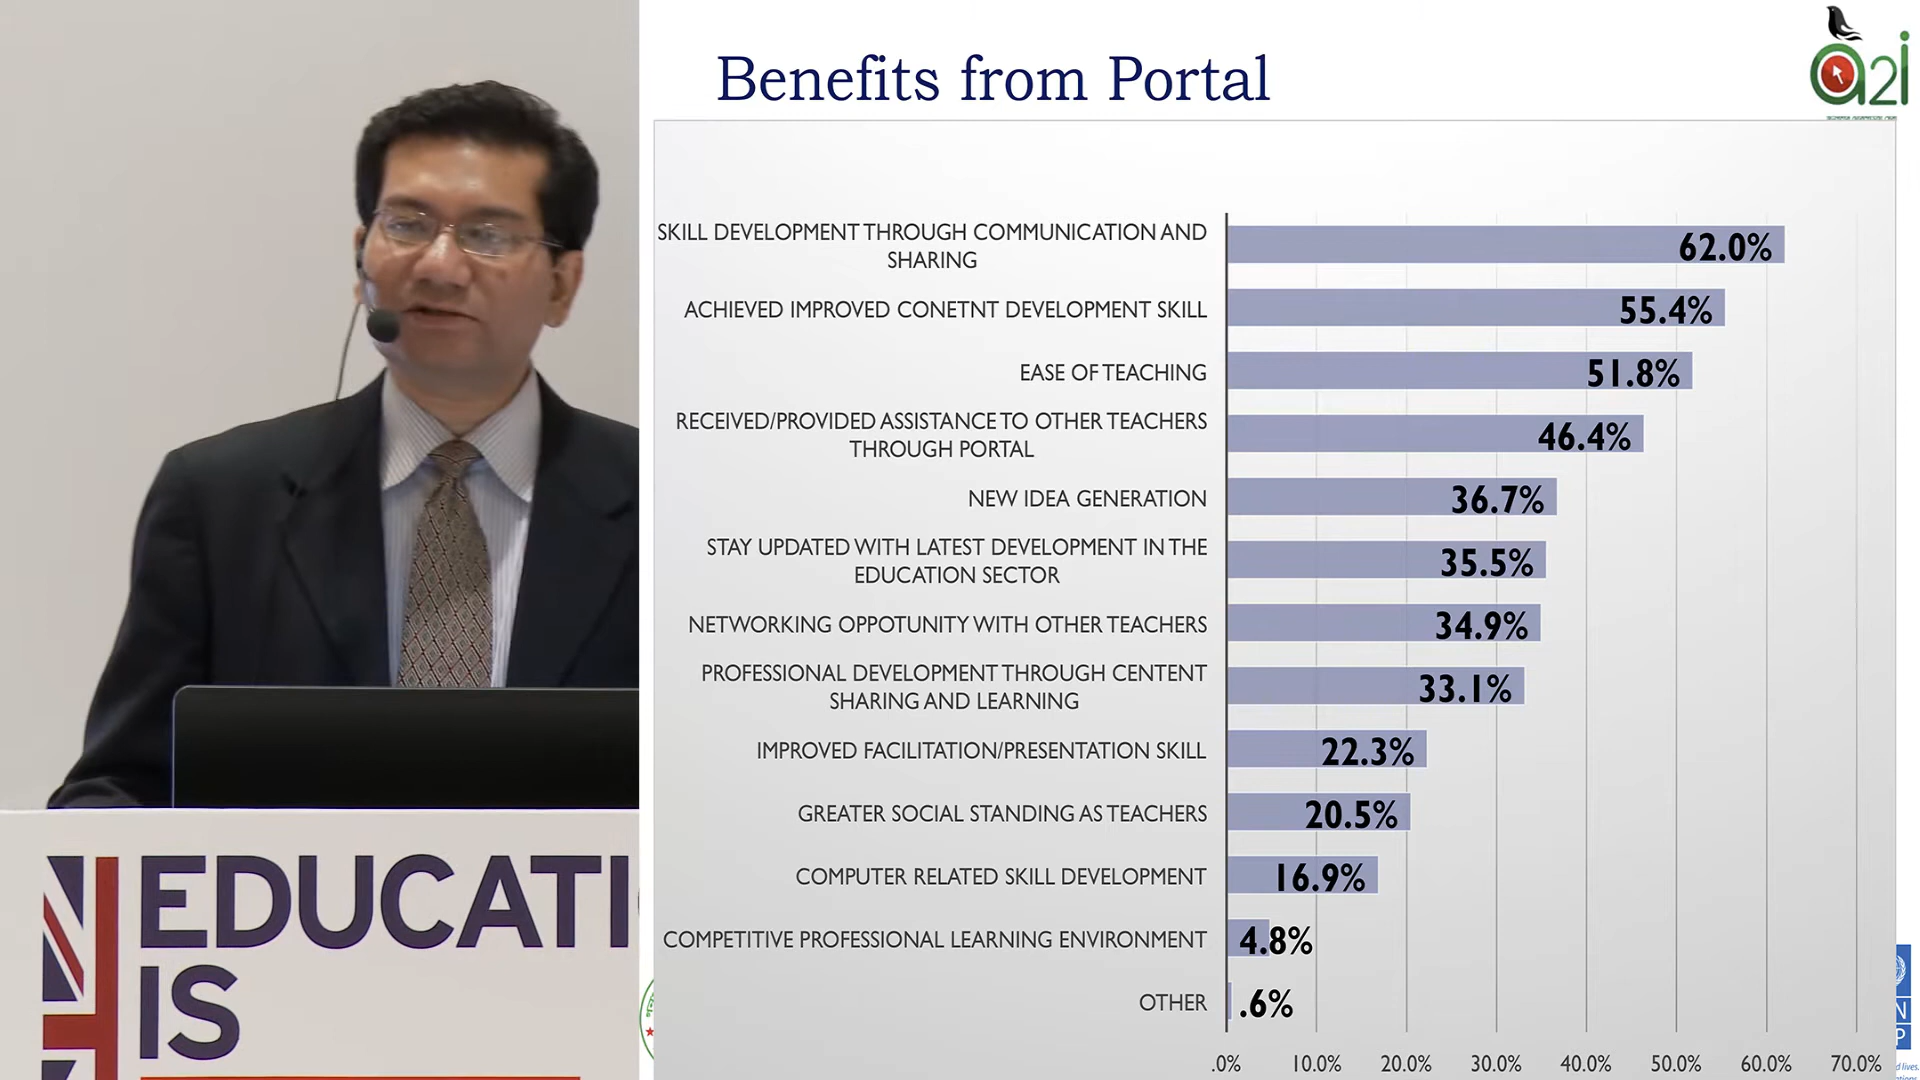 Benefits from Portal
a2i
SKILL DEVELOPMENT THROUGH COMMUNICATION AND
SHARING
62.0%
ACHIEVED IMPROVED CONETNT DEVELOPMENT SKILL
55.4%
EASE OF TEACHING
51.8%
RECEIVED/PROVIDED ASSISTANCE TO OTHER TEACHERS
THROUGH PORTAL
46.4%
NEW IDEA GENERATION
36.7%
STAY UPDATED WITH LATEST DEVELOPMENT IN THE
EDUCATION SECTOR
35.5%
NETWORKING OPPOTUNITY WITH OTHER TEACHERS
34.9%
PROFESSIONAL DEVELOPMENT THROUGH CENTENT
SHARING AND LEARNING
33.1%
IMPROVED FACILITATION/PRESENTATION SKILL
22.3%
GREATER SOCIAL STANDING AS TEACHERS
20.5%
COMPUTER RELATED SKILL DEVELOPMENT
16.9%
COMPETITIVE PROFESSIONAL LEARNING ENVIRONMENT
4.8%
OTHER
.6%
.0% 10.0% 20.0% 30.0% 40.0% 50.0% 60.0% 70.0%
EDUCATI
IS
N
P